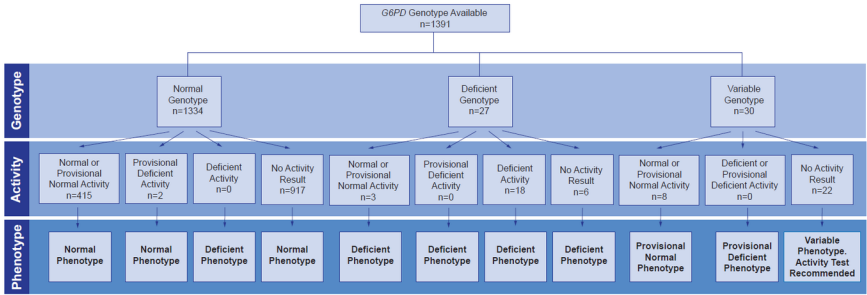 G6PD Genotype Available
n=1391
Genotype
Normal
Genotype
n=1334
Deficient
Genotype
n=27
Variable
Genotype
n=30
Activity
Normal or
Provisional
Normal Activity
n=415
Provisional
Deficient
Activity
n=2
Deficient
Activity
n=0
No Activity
Result
n=917
Normal or
Provisional
Normal Activity
n=3
Provisional
Deficient
Activity
n=0
Deficient
Activity
n=18
No Activity
Result
n=6
Normal or
Provisional
Normal Activity
n=8
Deficient or
Provisional
Deficient Activity
n=0
No Activity
Result
n=22
Phenotype
Normal
Phenotype
Normal
Phenotype
Deficient
Phenotype
Normal
Phenotype
Deficient
Phenotype
Deficient
Phenotype
Deficient
Phenotype
Deficient
Phenotype
Provisional
Normal
Phenotype
Provisional
Deficient
Phenotype
Variable
Phenotype.
Activity Test
Recommended